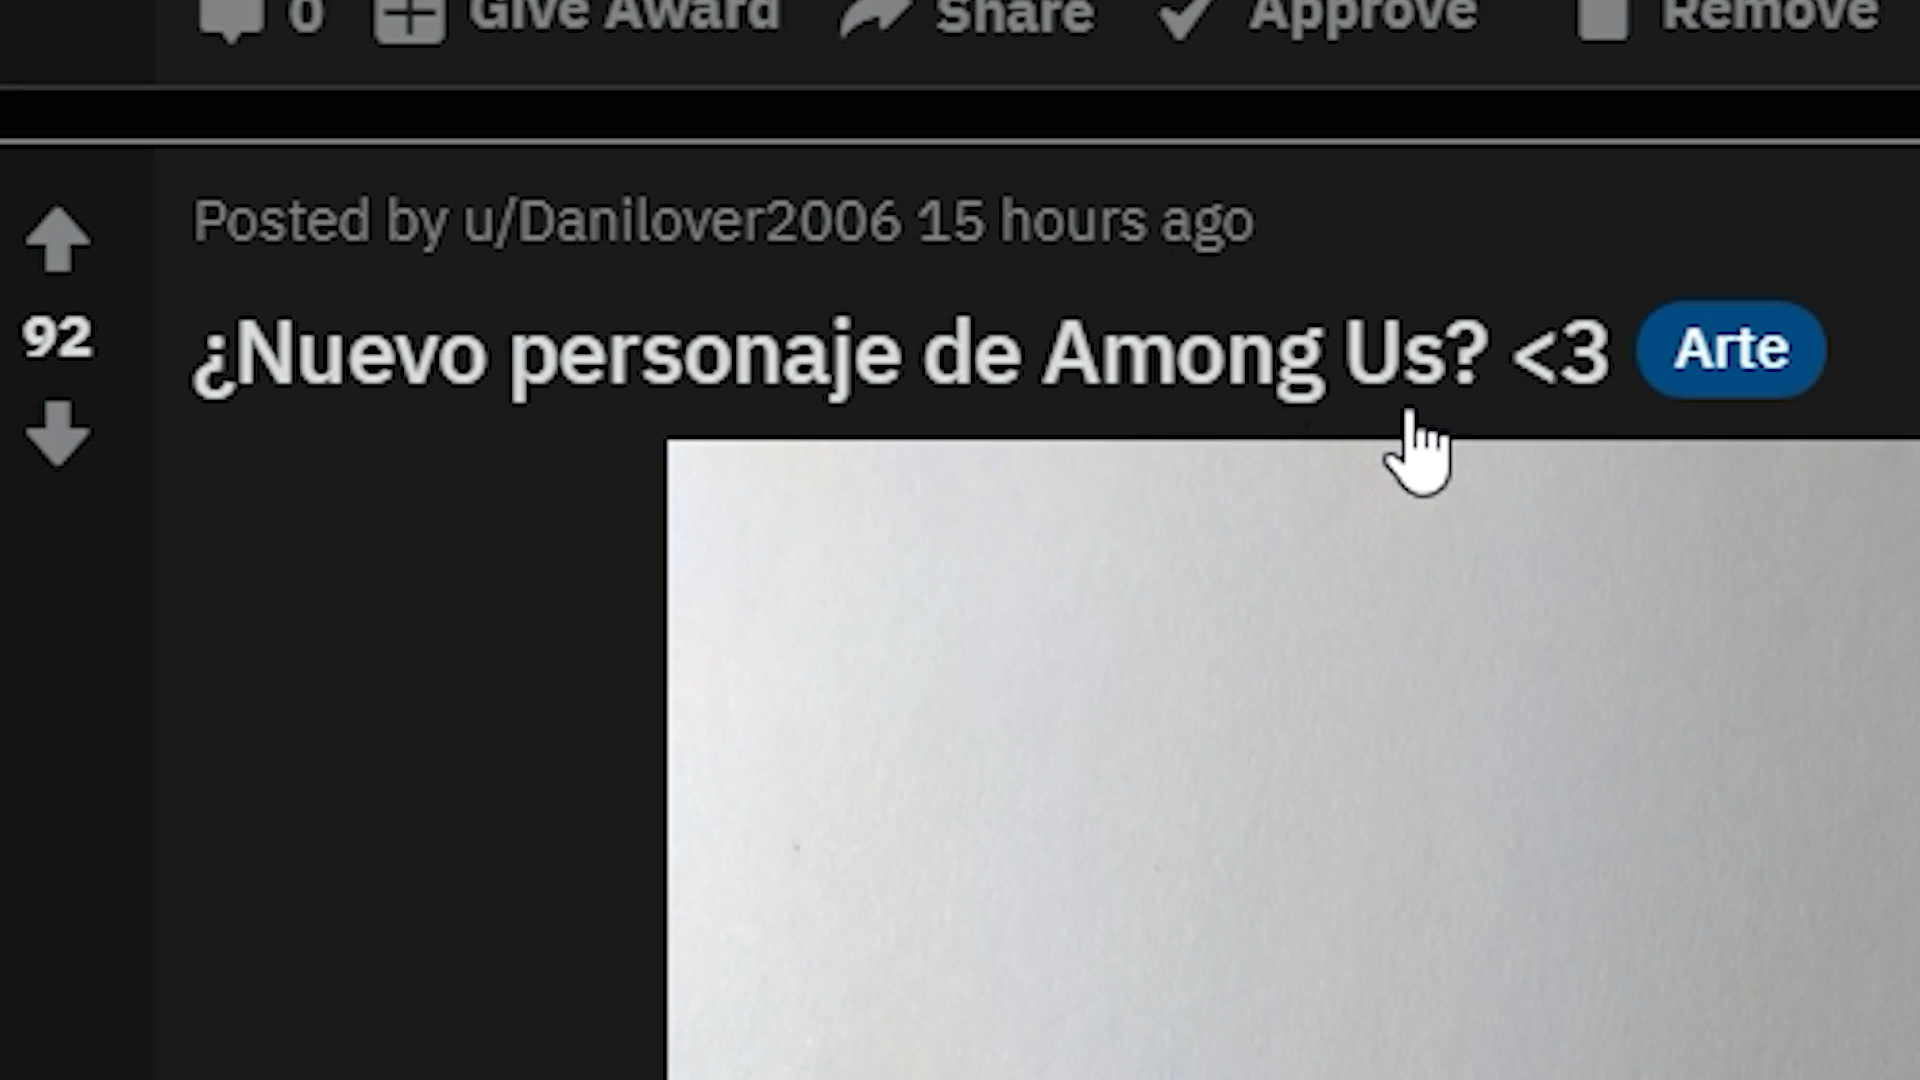 0 Give Award Share Approve Remove
Posted by u/Danilover2006 15 hours ago
92
¿Nuevo personaje de Among Us? <3 Arte